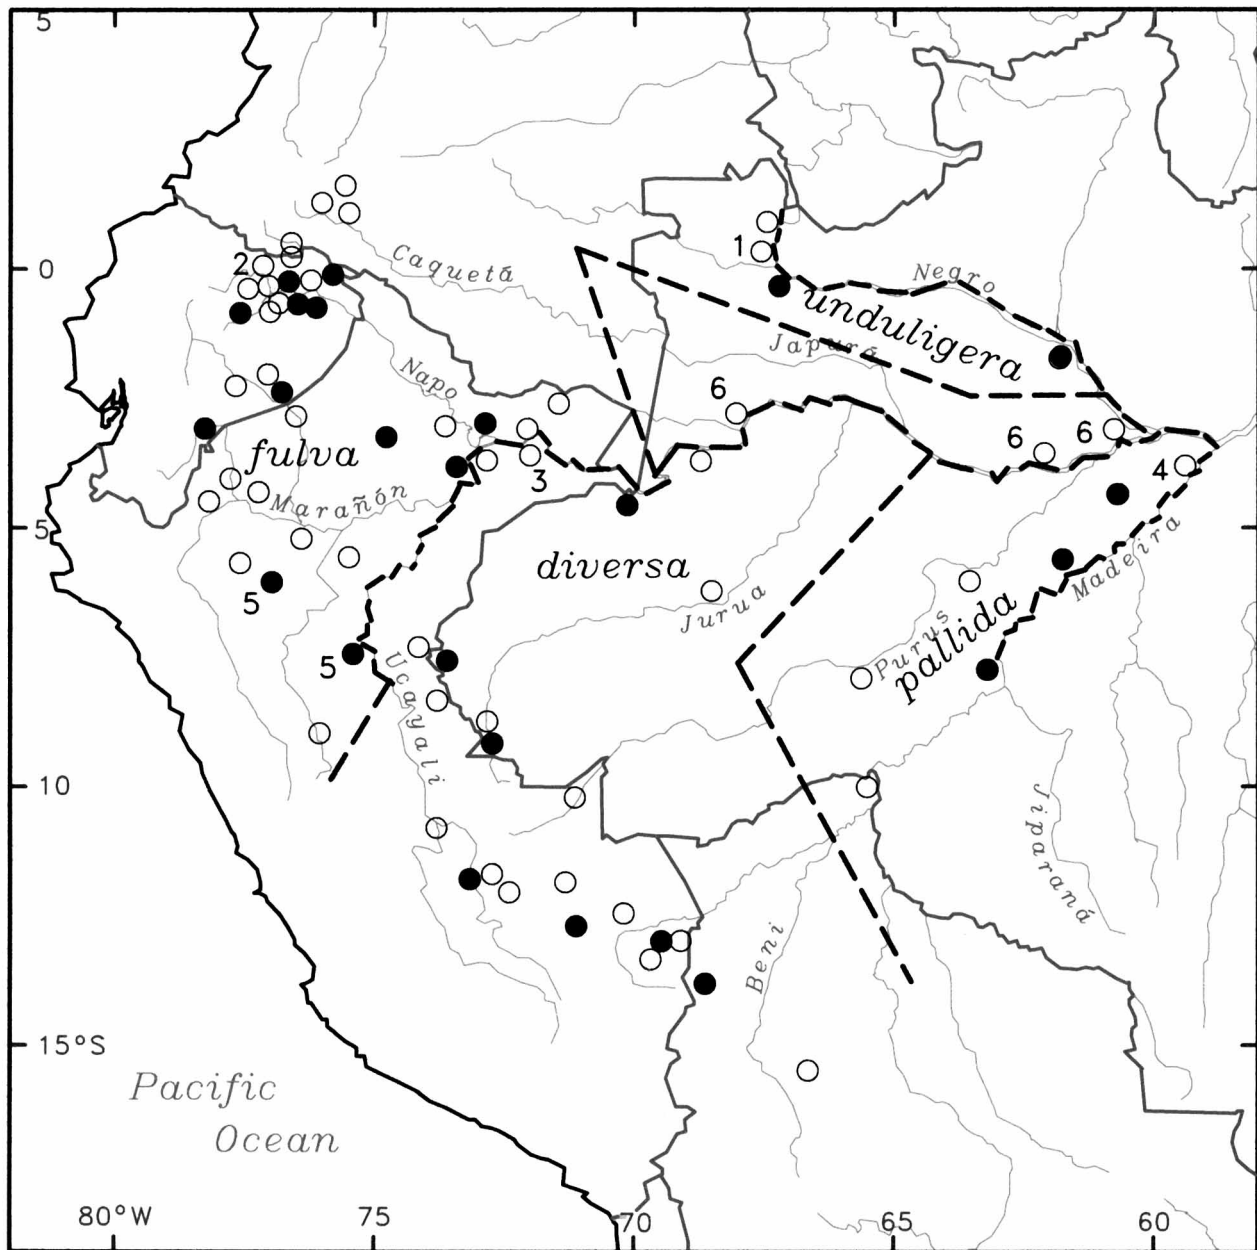 5
0
5
10
15°S
80°W
75
70
65
60
Caquetá
Negro
unduligera
Japurá
Napo
fulva
Marañón
diversa
Jurua
Madeira
Purus
pallida
Ucayali
Jiparaná
Beni
Pacific
Ocean
1
2
6
6
6
3
4
5
5